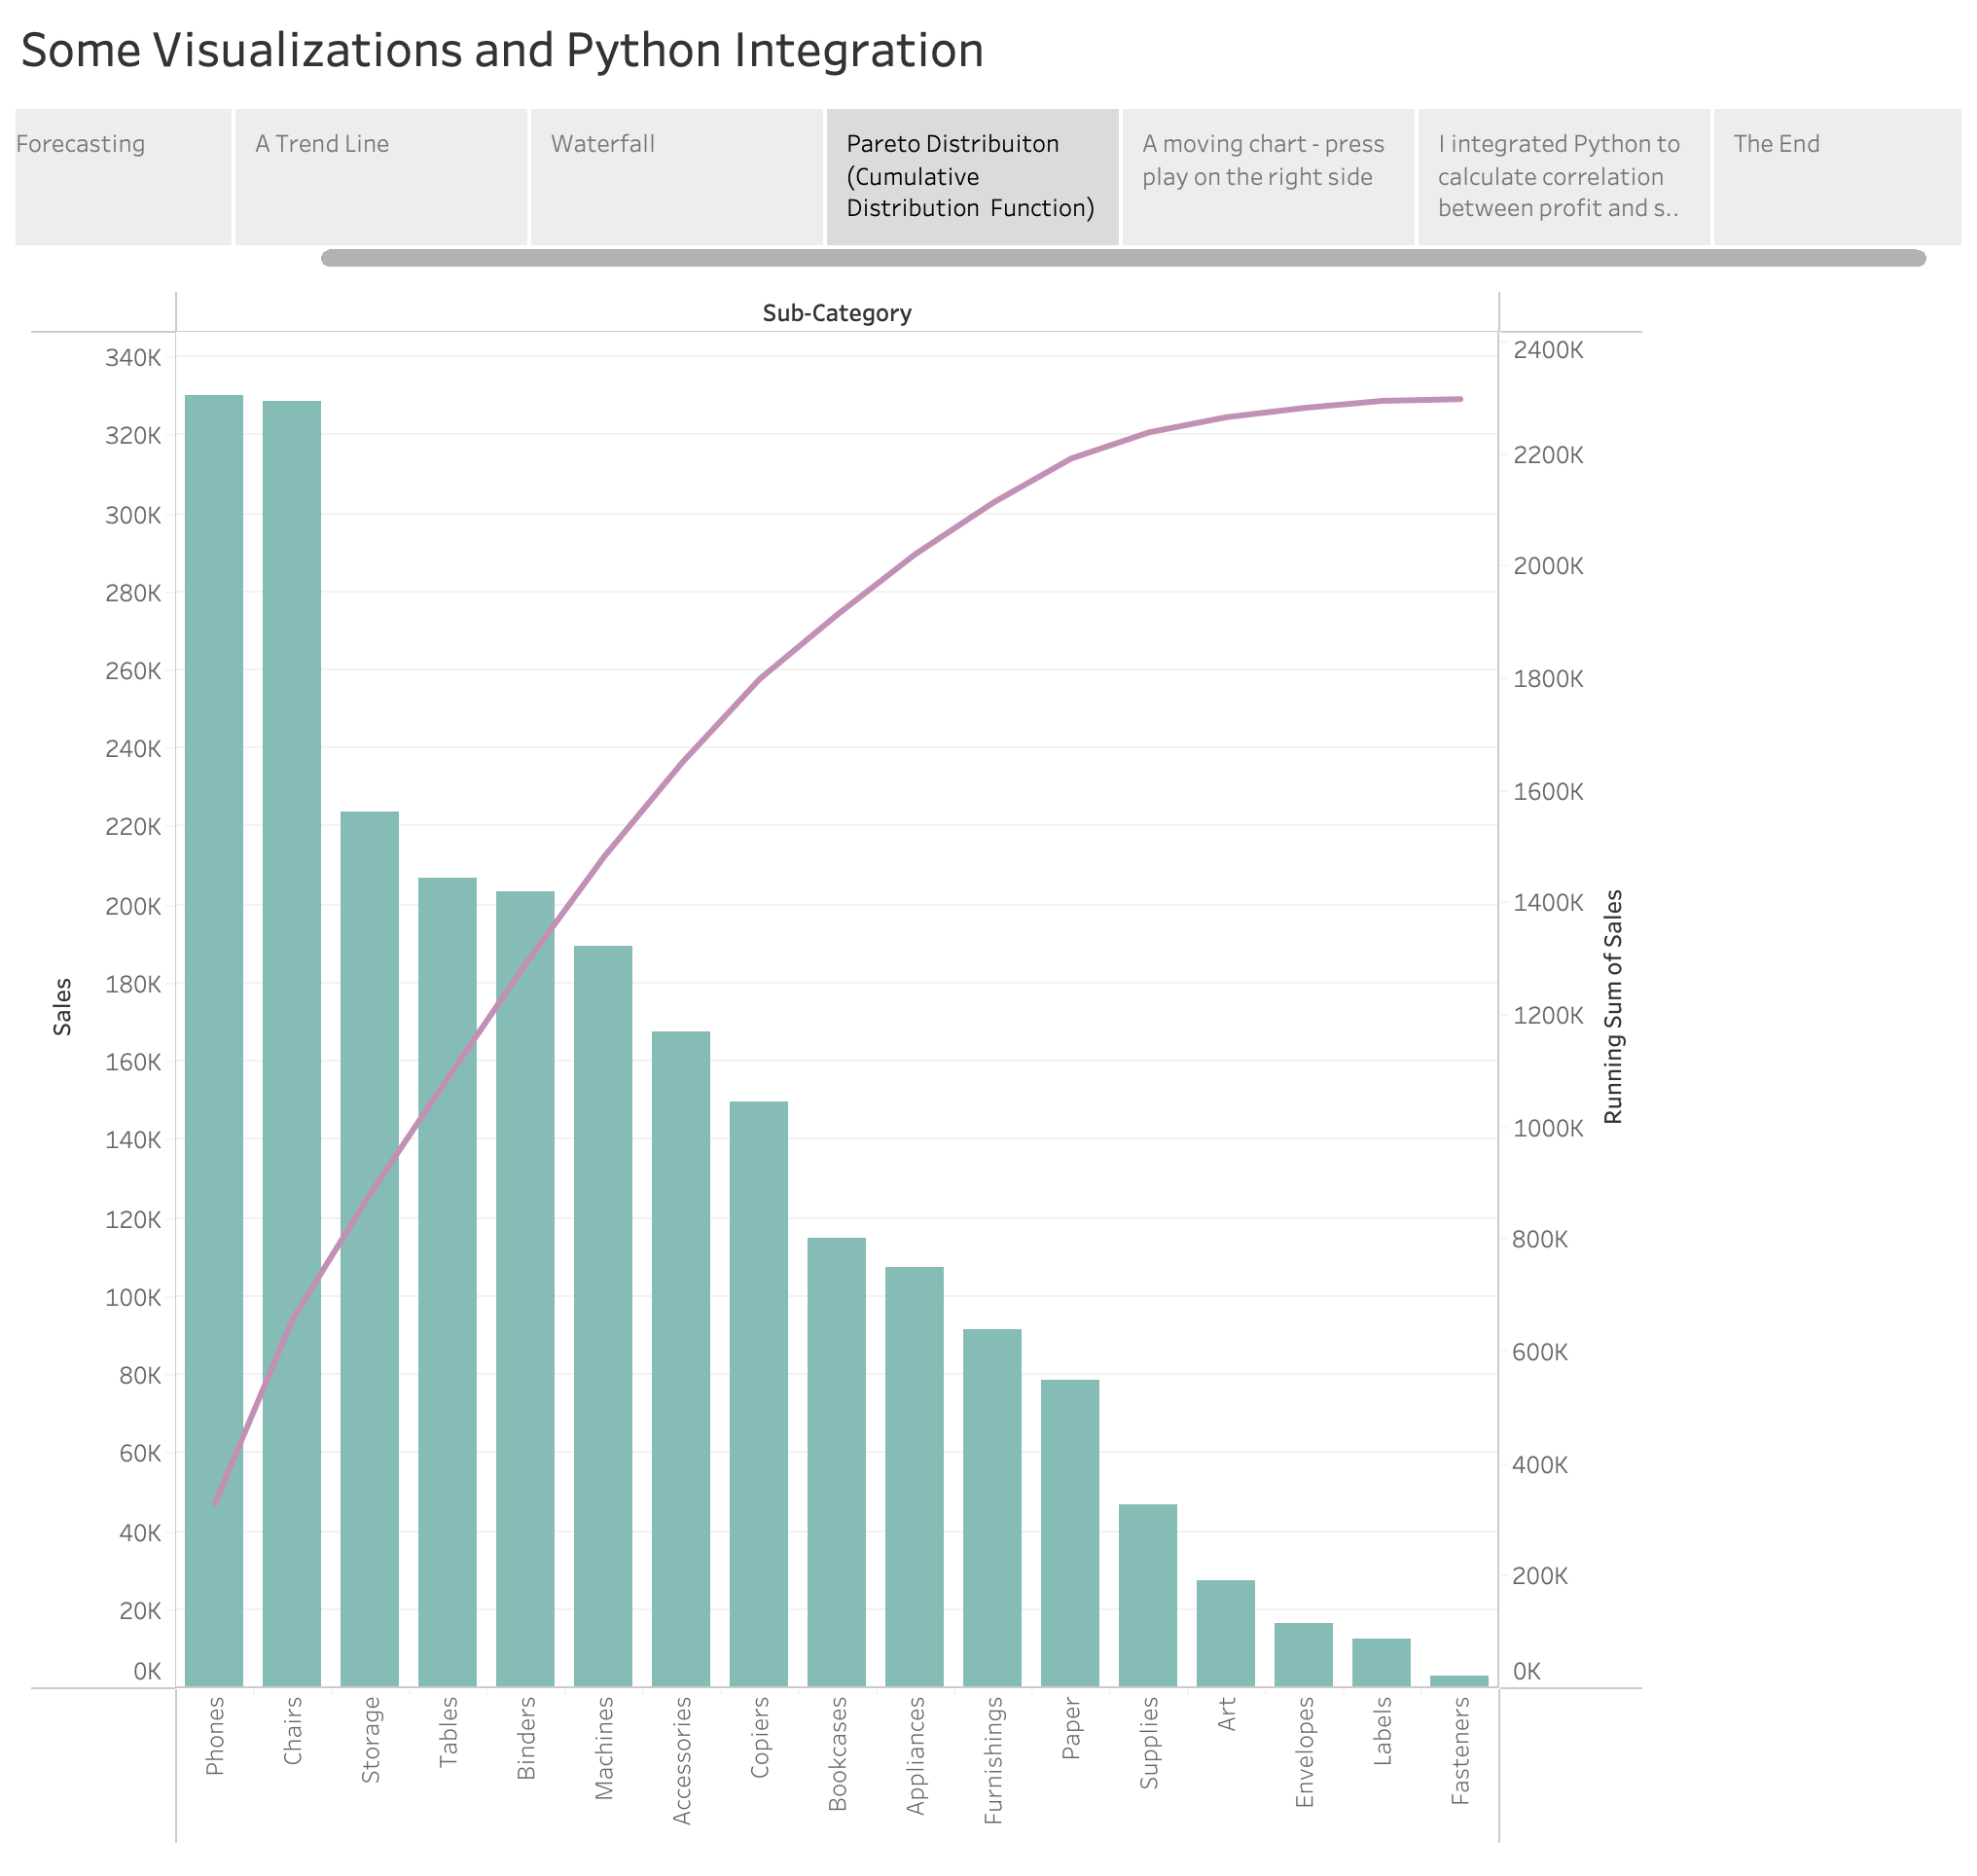 Some Visualizations and Python Integration
Forecasting
A Trend Line
Waterfall
Pareto Distribuiton
(Cumulative
Distribution Function)
A moving chart - press
play on the right side
I integrated Python to
calculate correlation
between profit and s..
The End
Sub-Category
340K
320K
300K
280K
260K
240K
220K
200K
180K
160K
140K
120K
100K
80K
60K
40K
20K
0K
Sales
2400K
2200K
2000K
1800K
1600K
1400K
1200K
1000K
800K
600K
400K
200K
0K
Running Sum of Sales
Phones
Chairs
Storage
Tables
Binders
Machines
Accessories
Copiers
Bookcases
Appliances
Furnishings
Paper
Supplies
Art
Envelopes
Labels
Fasteners